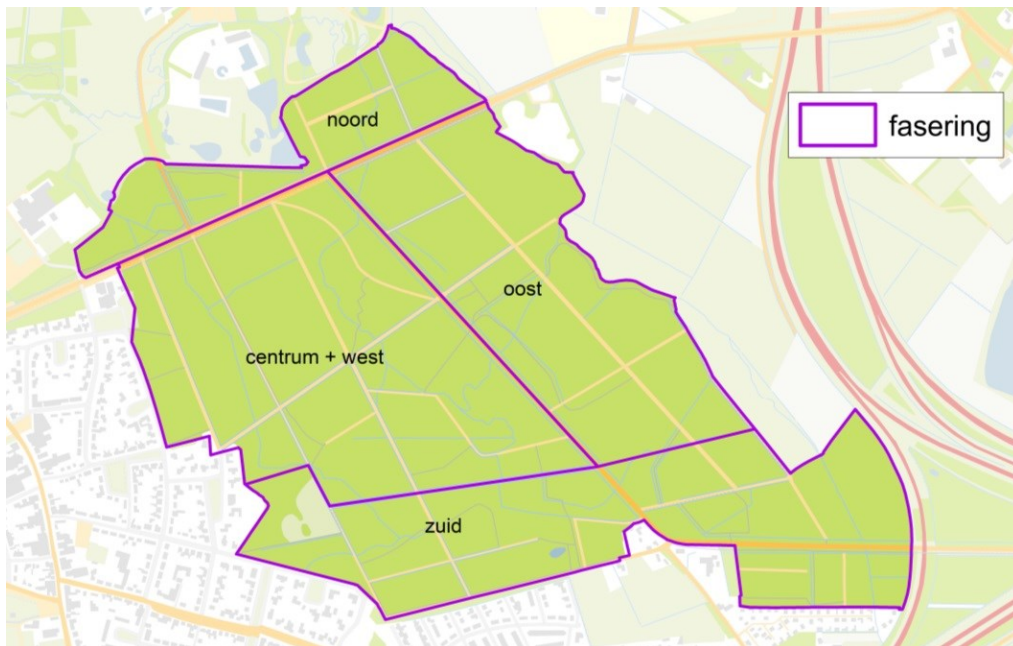 noord
fasering
oost
centrum + west
zuid